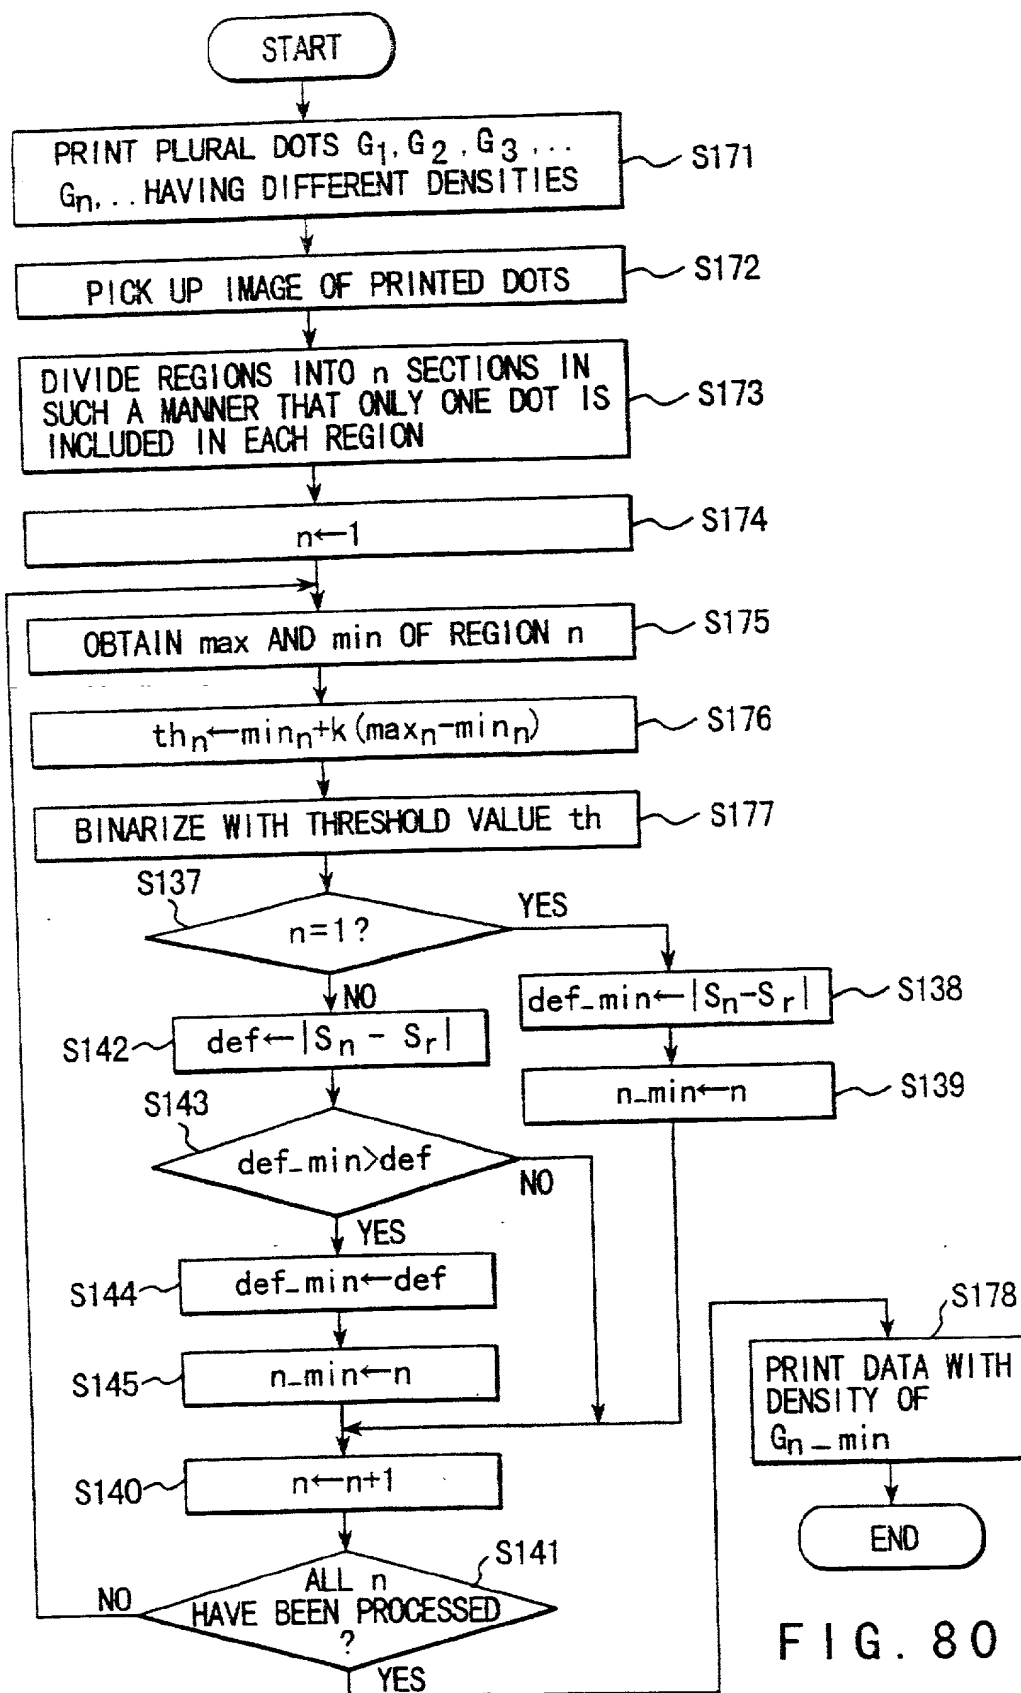 START
PRINT PLURAL DOTS G1, G2, G3, ...
Gn, ... HAVING DIFFERENT DENSITIES
S171
PICK UP IMAGE OF PRINTED DOTS
S172
DIVIDE REGIONS INTO n SECTIONS IN
SUCH A MANNER THAT ONLY ONE DOT IS
INCLUDED IN EACH REGION
S173
n←1
S174
OBTAIN max AND min OF REGION n
S175
thn←minn+k(maxn-minn)
S176
BINARIZE WITH THRESHOLD VALUE th
S177
S137
n=1?
YES
NO
def_min←|Sn-Sr|
S138
S142
def←|Sn - Sr|
n_min←n
S139
S143
def_min>def
NO
YES
S144
def_min←def
S145
n_min←n
S140
n←n+1
S141
ALL n
HAVE BEEN PROCESSED
?
NO
YES
S178
PRINT DATA WITH
DENSITY OF
Gn_min
END
FIG. 80